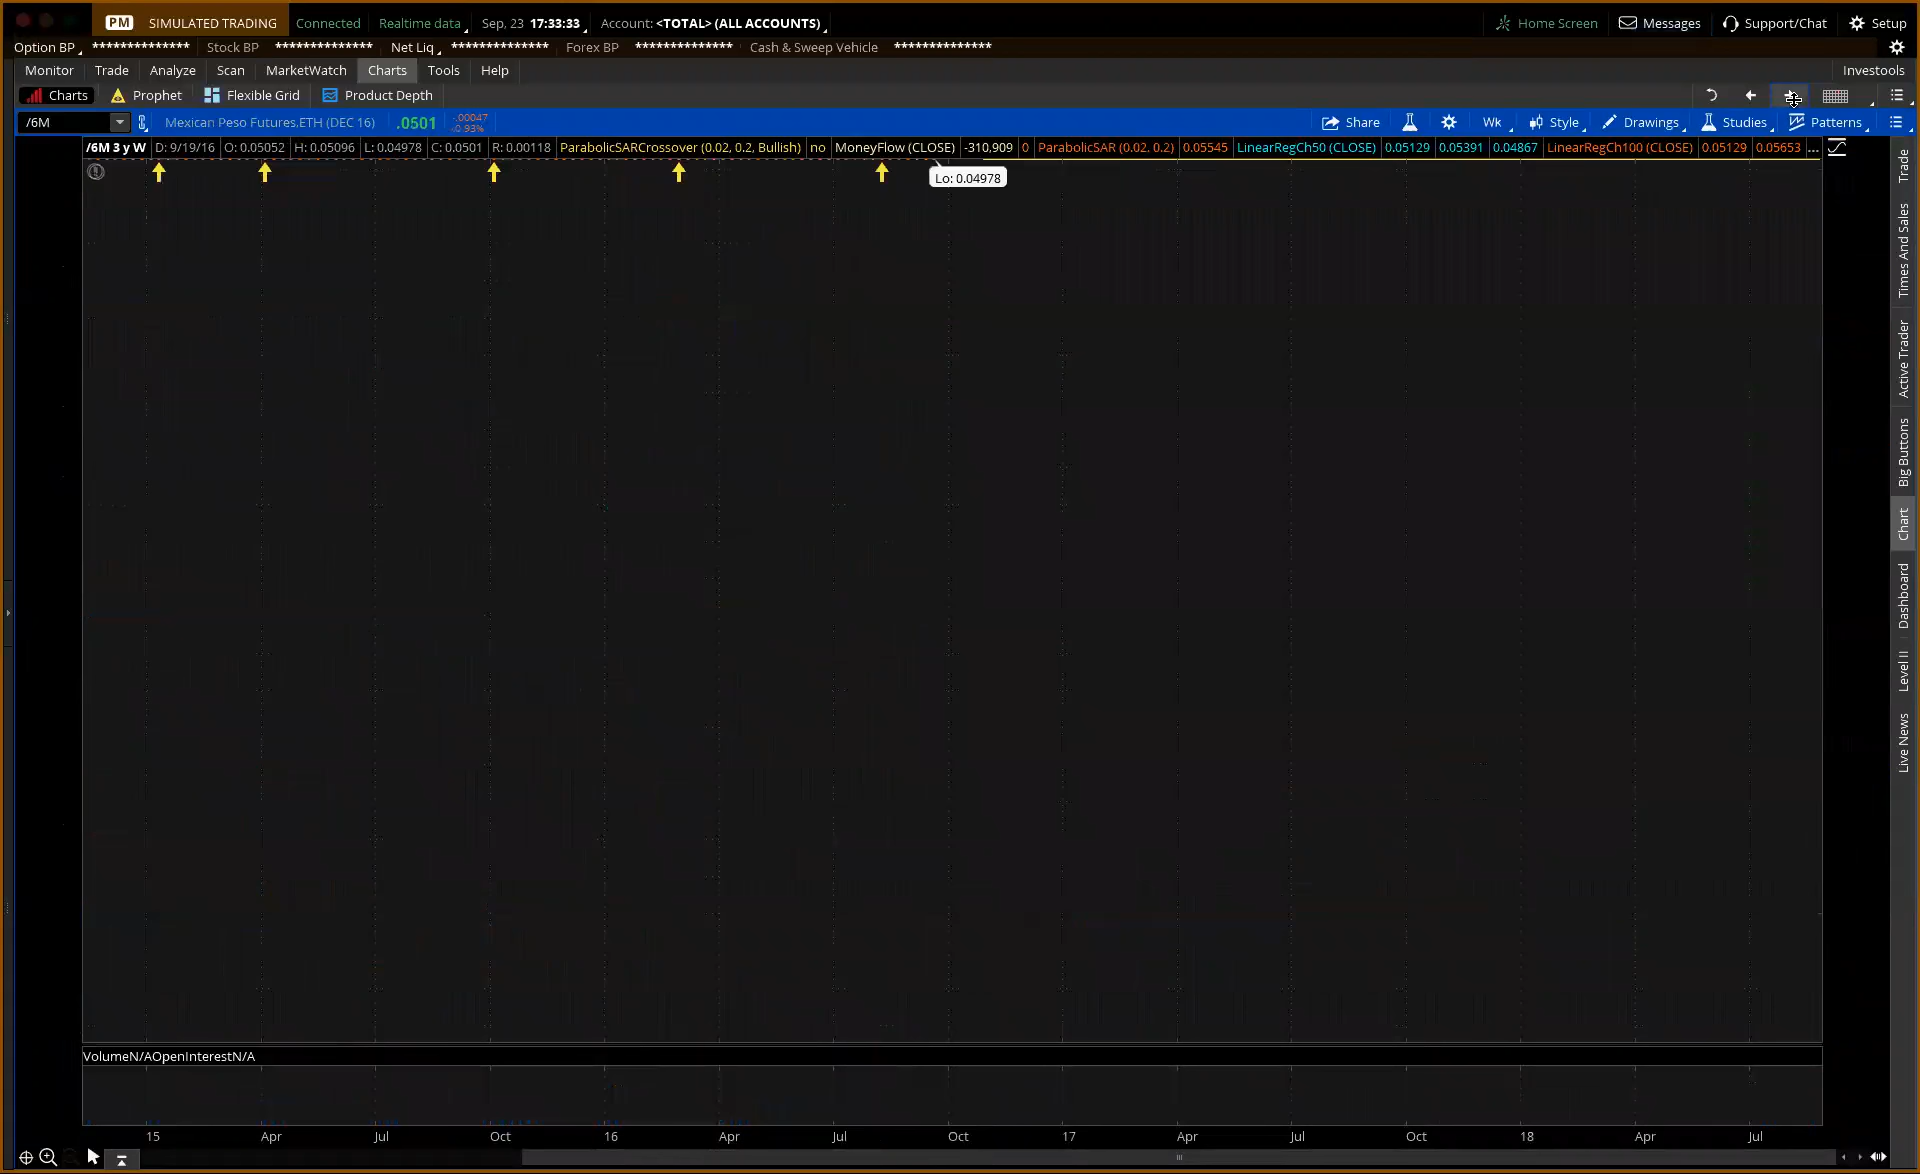 PM SIMULATED TRADING Connected Realtime data Sep, 23 17:33:33 Account: <TOTAL> (ALL ACCOUNTS) Home Screen Messages Support/Chat Setup
Option BP ************** Stock BP ************** Net Liq ************** Forex BP ************** Cash & Sweep Vehicle **************
Monitor Trade Analyze Scan MarketWatch Charts Tools Help Investools
Charts Prophet Flexible Grid Product Depth
/6M Mexican Peso Futures,ETH (DEC 16) .0501 -.00047 -0.93% Share Wk Style Drawings Studies Patterns
/6M 3 y W D: 9/19/16 O: 0.05052 H: 0.05096 L: 0.04978 C: 0.0501 R: 0.00118 ParabolicSARCrossover (0.02, 0.2, Bullish) no MoneyFlow (CLOSE) -310,909 0 ParabolicSAR (0.02, 0.2) 0.05545 LinearRegCh50 (CLOSE) 0.05129 0.05391 0.04867 LinearRegCh100 (CLOSE) 0.05129 0.05653 ...
Lo: 0.04978
Trade
Times And Sales
Active Trader
Big Buttons
Chart
Dashboard
Level II
Live News
VolumeN/AOpenInterestN/A
15 Apr Jul Oct 16 Apr Jul Oct 17 Apr Jul Oct 18 Apr Jul